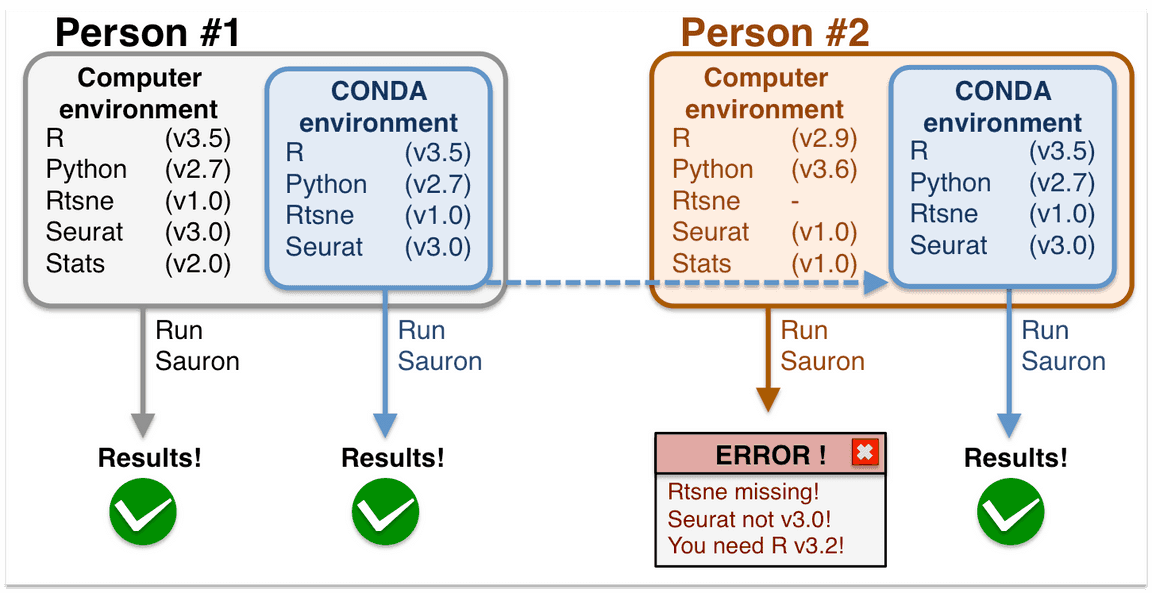 Person #1
Computer
environment
R (v3.5)
Python (v2.7)
Rtsne (v1.0)
Seurat (v3.0)
Stats (v2.0)
CONDA
environment
R (v3.5)
Python (v2.7)
Rtsne (v1.0)
Seurat (v3.0)
Run
Sauron
Results!
Run
Sauron
Results!
Person #2
Computer
environment
R (v2.9)
Python (v3.6)
Rtsne -
Seurat (v1.0)
Stats (v1.0)
CONDA
environment
R (v3.5)
Python (v2.7)
Rtsne (v1.0)
Seurat (v3.0)
Run
Sauron
ERROR !
Rtsne missing!
Seurat not v3.0!
You need R v3.2!
Run
Sauron
Results!